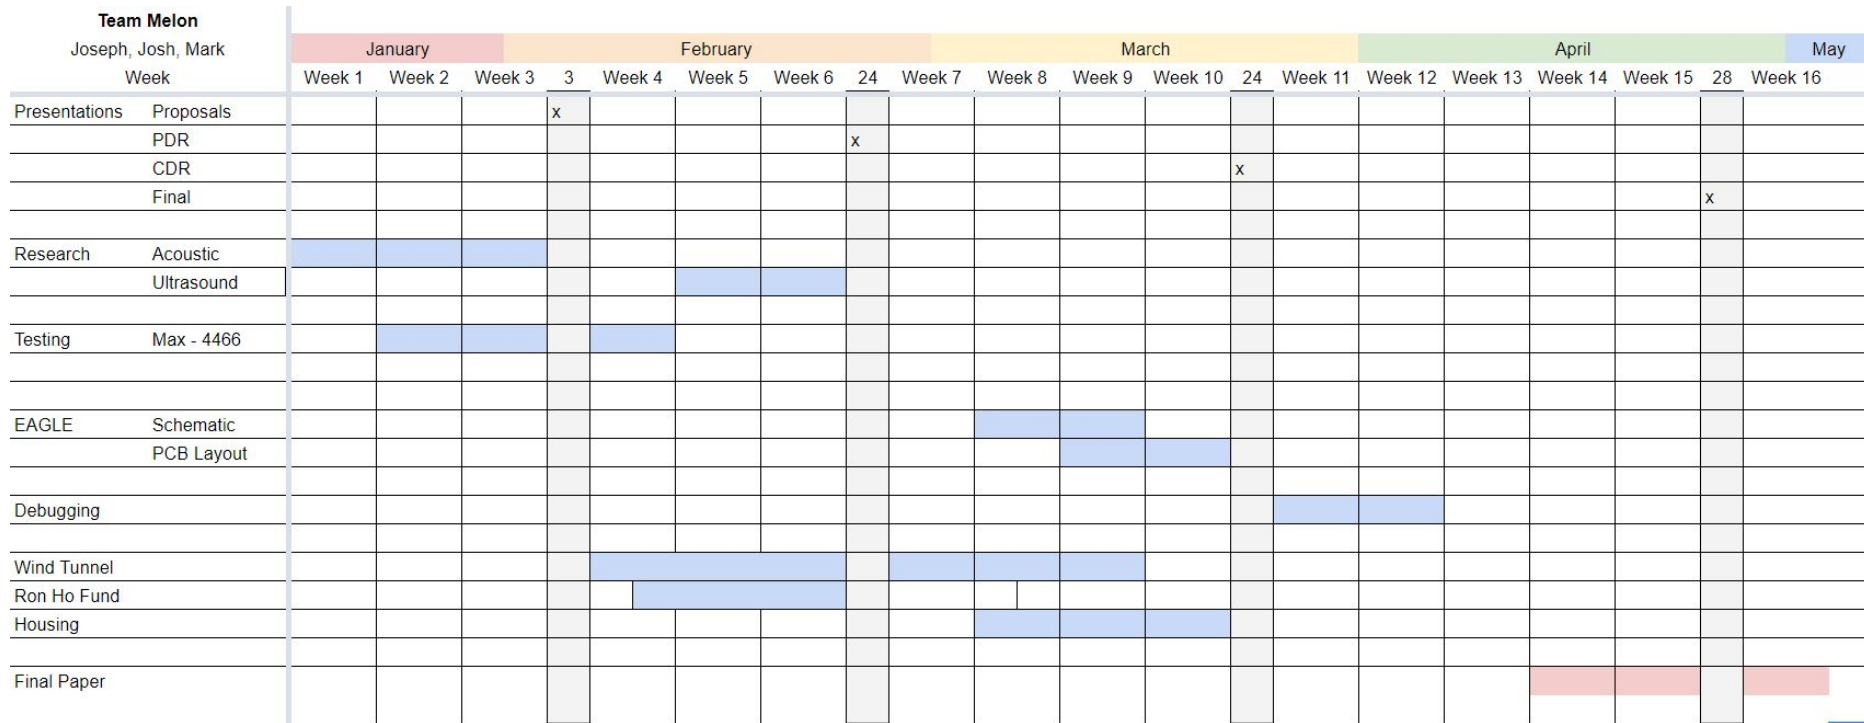 Team Melon
Joseph, Josh, Mark January February March April May
Week Week 1 Week 2 Week 3 3 Week 4 Week 5 Week 6 24 Week 7 Week 8 Week 9 Week 10 24 Week 11 Week 12 Week 13 Week 14 Week 15 28 Week 16
Presentations Proposals x
PDR x
CDR x
Final x
Research Acoustic
Ultrasound
Testing Max - 4466
EAGLE Schematic
PCB Layout
Debugging
Wind Tunnel
Ron Ho Fund
Housing
Final Paper